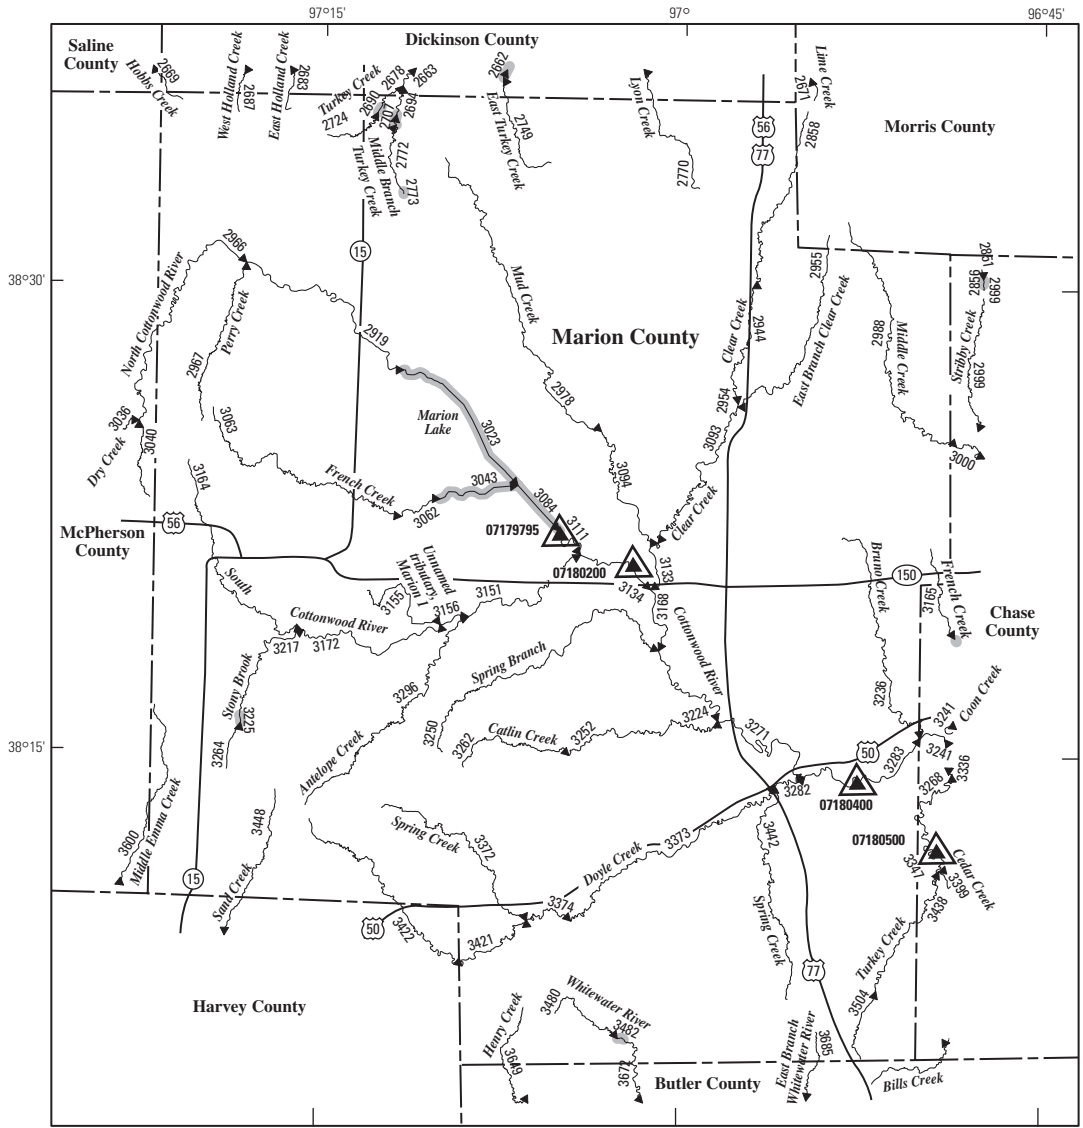 97°15'
97°
96°45'
Saline
County
Dickinson County
Morris County
Marion County
McPherson
County
Chase
County
Harvey County
Butler County
38°30'
38°15'
Hobbs Creek
2669
West Holland Creek
2687
East Holland Creek
2683
Turkey Creek
2678
2663
2690
2694
2701
2724
2772
2773
Middle Branch
Turkey Creek
2662
East Turkey Creek
2749
Lyon Creek
2770
56
77
Lime Creek
2671
2858
15
2966
North Cottonwood River
Perry Creek
2967
2919
Mud Creek
2978
Clear Creek
2944
2955
East Branch Clear Creek
2954
3093
2988
Middle Creek
2851
2856
2999
Stribby Creek
2999
3000
3036
3040
Dry Creek
3063
3164
Marion
Lake
3023
French Creek
3043
3062
3084
3111
3094
Clear Creek
07179795
07180200
56
South
Cottonwood River
Unnamed
tributary,
Marion 1
3155
3156
3151
3133
3134
3168
150
Bruno Creek
French Creek
3165
3217
3172
Stony Brook
3225
3264
Spring Branch
3296
3250
3262
Catlin Creek
3252
Cottonwood River
3224
3271
3236
Coon Creek
3241
3241
50
3283
3282
3336
3268
07180400
07180500
Antelope Creek
Middle Emma Creek
3600
3448
Sand Creek
15
Spring Creek
3372
Doyle Creek
3373
3374
3442
Spring Creek
3347
Cedar Creek
3399
3438
Turkey Creek
3504
50
3422
3421
77
Henry Creek
3649
3480
Whitewater River
3482
3672
East Branch
Whitewater River
3685
Bills Creek